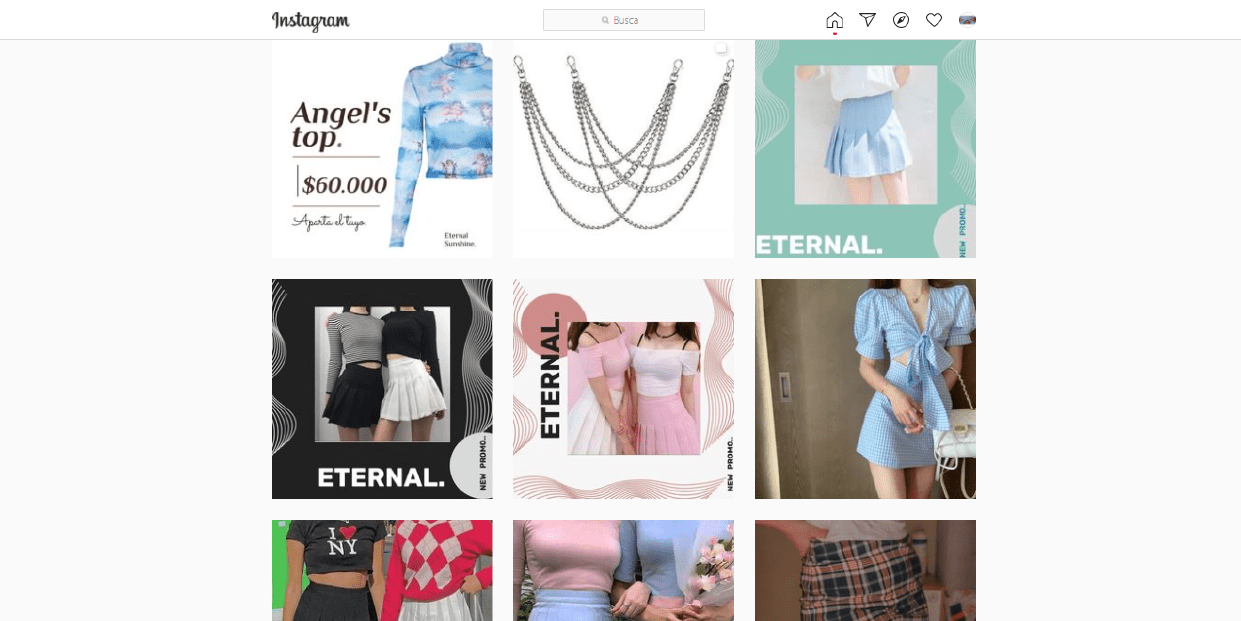 Instagram
Busca
Angel's
top.
$60.000
Aparta el tuyo.
Eternal
Sunshine.
ETERNAL.
NEW PROMO...
ETERNAL.
NEW PROMO...
ETERNAL.
NEW PROMO...
I ❤ 
NY